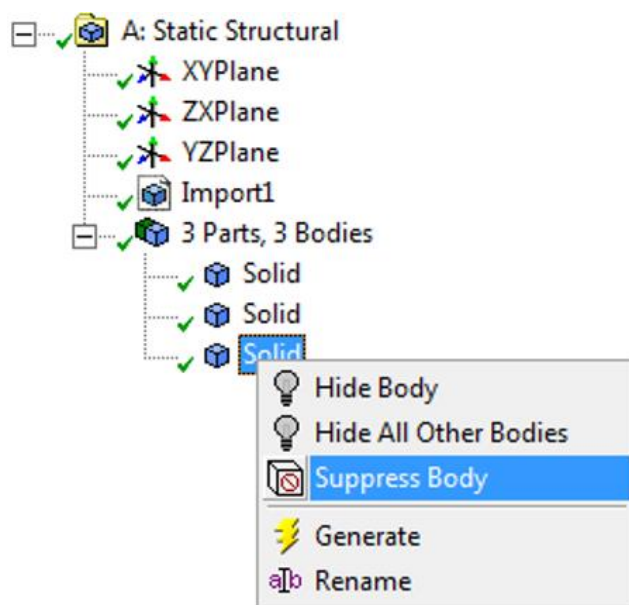 A: Static Structural
XYPlane
ZXPlane
YZPlane
Import1
3 Parts, 3 Bodies
Solid
Solid
Solid
Hide Body
Hide All Other Bodies
Suppress Body
Generate
a|b Rename